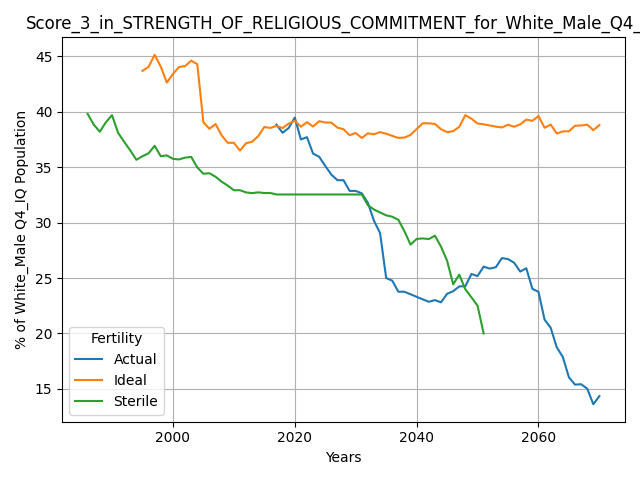 Score_3_in_STRENGTH_OF_RELIGIOUS_COMMITMENT_for_White_Male_Q4_
% of White_Male Q4_IQ Population
45
40
35
30
25
20
15
Fertility
Actual
Ideal
Sterile
2000 2020 2040 2060
Years